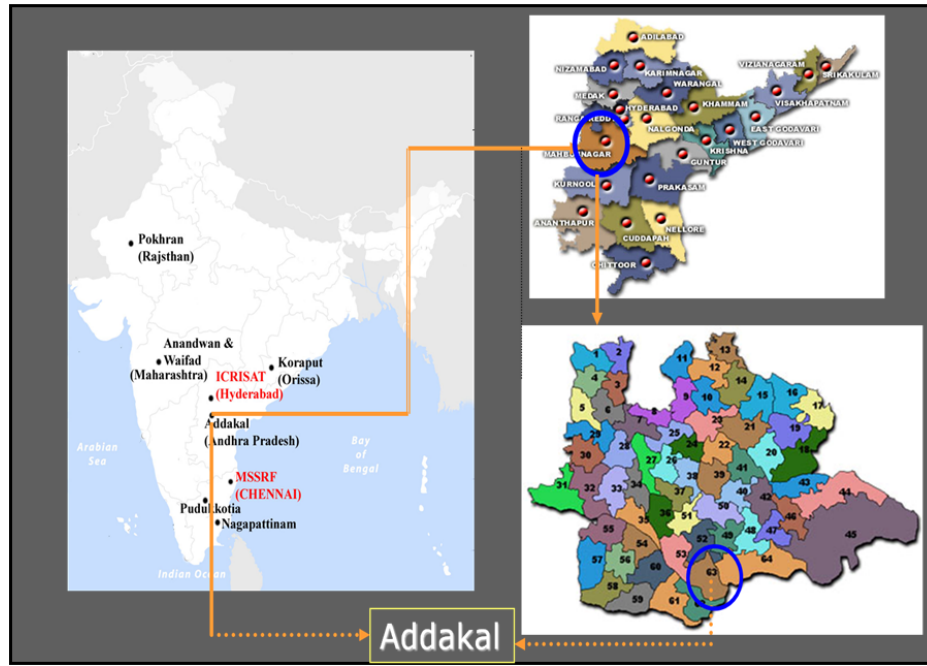 Pokhran
(Rajsthan)
Anandwan &
Waifad
(Maharashtra)
ICRISAT
(Hyderabad)
Koraput
(Orissa)
Addakal
(Andhra Pradesh)
Arabian
Sea
Bay
of
Bengal
MSSRF
(CHENNAI)
Pudukkotia
Nagapattinam
Indian Ocean
ADILABAD
NIZAMABAD
KARIMNAGAR
WARANGAL
MEDAK
HYDERABAD
KHAMMAM
VIZIANAGARAM
SRIKAKULAM
VISAKHAPATNAM
EAST GODAVARI
WEST GODAVARI
NALGONDA
KRISHNA
GUNTUR
KURNOOL
PRAKASAM
ANANTHAPUR
CUDDAPAH
NELLORE
CHITTOOR
1 2 11 13
4 3 12 14
5 6 9 10 15 16 17
7 8 23 21 19
29 28 25 24 22 20 18
30 27 26 38 39 41
31 32 33 34 37 40 42 43 44
36 51 50 46 45
55 35 52 49 48 47
54 53
57 56 60 63 64
58 59 61
Addakal